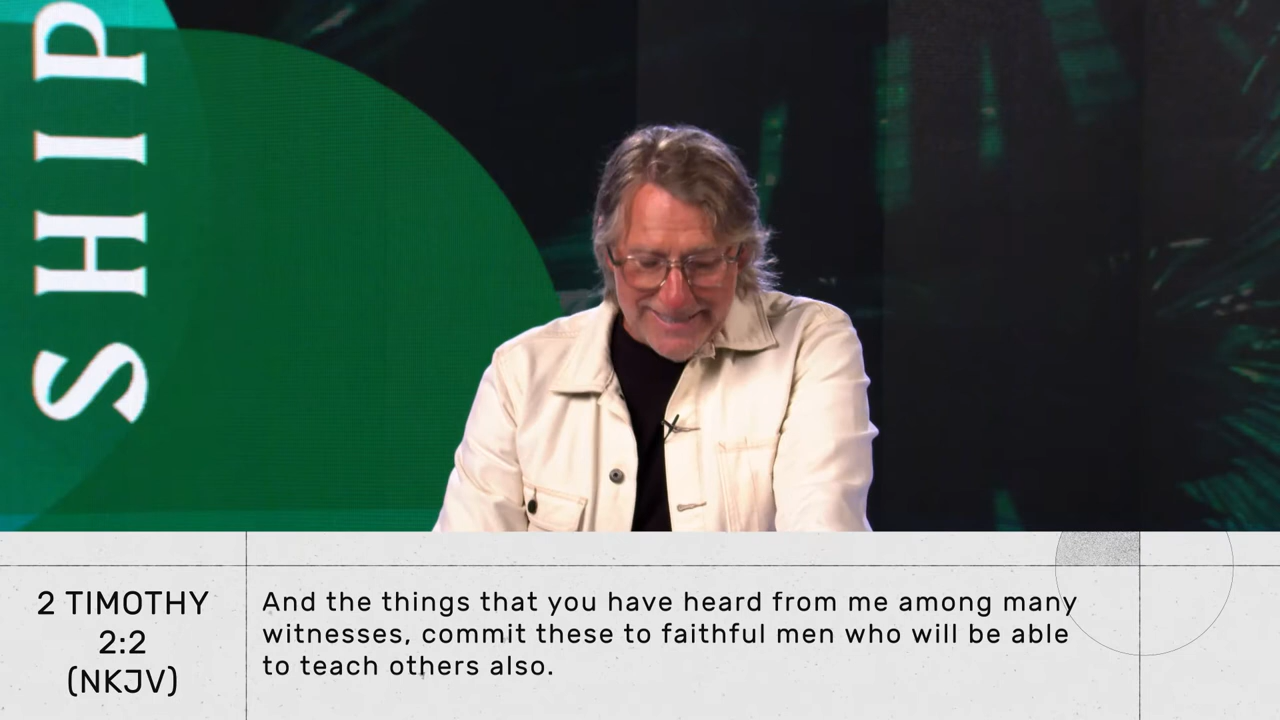 SHIP
2 TIMOTHY
2:2
(NKJV)
And the things that you have heard from me among many
witnesses, commit these to faithful men who will be able
to teach others also.